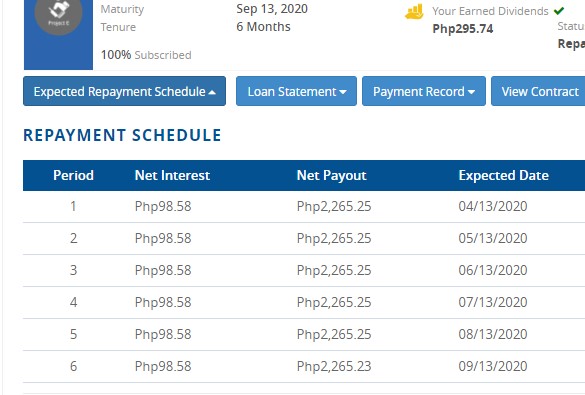 Project E
Maturity Sep 13, 2020
Tenure 6 Months
100% Subscribed
Your Earned Dividends
Php295.74
Statu
Repa
Expected Repayment Schedule Loan Statement Payment Record View Contract
REPAYMENT SCHEDULE
Period Net Interest Net Payout Expected Date
1 Php98.58 Php2,265.25 04/13/2020
2 Php98.58 Php2,265.25 05/13/2020
3 Php98.58 Php2,265.25 06/13/2020
4 Php98.58 Php2,265.25 07/13/2020
5 Php98.58 Php2,265.25 08/13/2020
6 Php98.58 Php2,265.23 09/13/2020